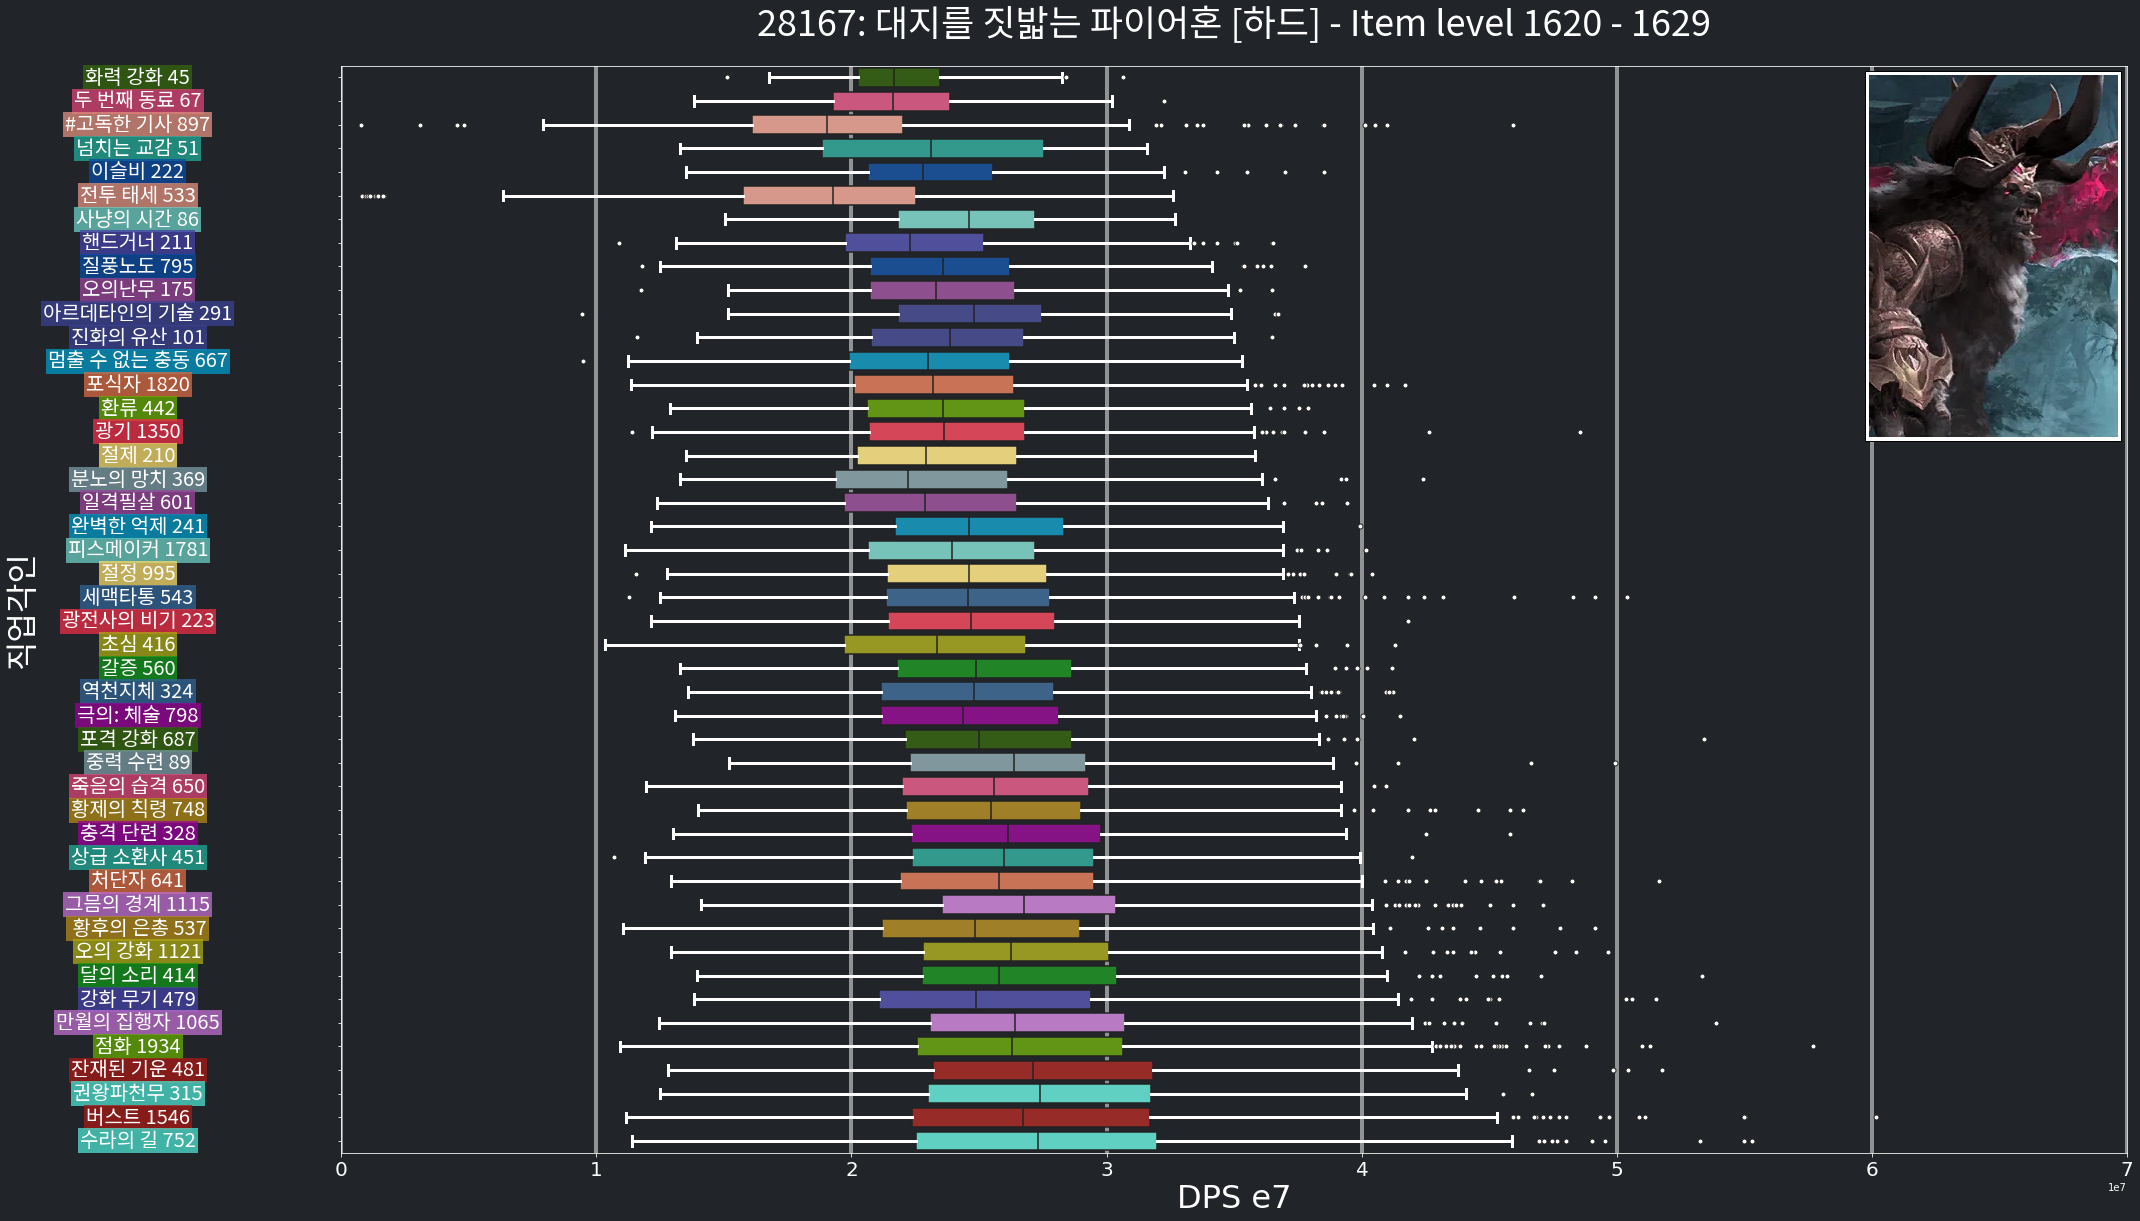 28167: 대지를 짓밟는 파이어혼 [하드] - Item level 1620 - 1629
화력 강화 45
두 번째 동료 67
#고독한 기사 897
넘치는 교감 51
이슬비 222
전투 태세 533
사냥의 시간 86
핸드거너 211
질풍노도 795
오의난무 175
아르데타인의 기술 291
진화의 유산 101
멈출 수 없는 충동 667
포식자 1820
환류 442
광기 1350
절제 210
분노의 망치 369
일격필살 601
완벽한 억제 241
피스메이커 1781
절정 995
세맥타통 543
광전사의 비기 223
초심 416
갈증 560
역천지체 324
극의: 체술 798
포격 강화 687
중력 수련 89
죽음의 습격 650
황제의 칙령 748
충격 단련 328
상급 소환사 451
처단자 641
그믐의 경계 1115
황후의 은총 537
오의 강화 1121
달의 소리 414
강화 무기 479
만월의 집행자 1065
점화 1934
잔재된 기운 481
권왕파천무 315
버스트 1546
수라의 길 752
직업각인
0 1 2 3 4 5 6 7
DPS e7
1e7